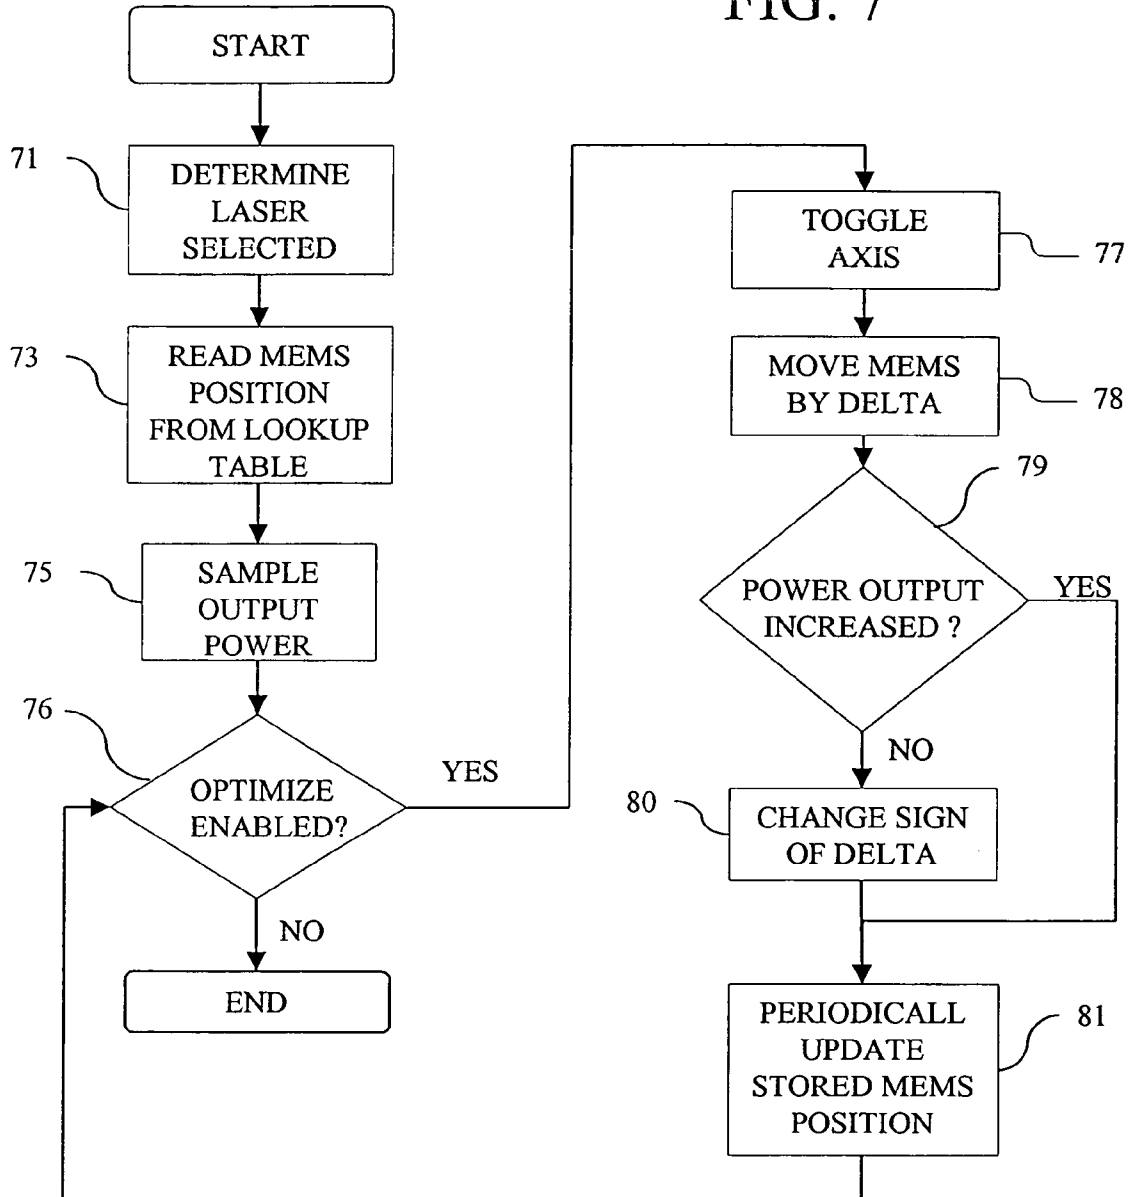 FIG. 7
START
71
DETERMINE
LASER
SELECTED
73
READ MEMS
POSITION
FROM LOOKUP
TABLE
75
SAMPLE
OUTPUT
POWER
76
OPTIMIZE
ENABLED?
YES
NO
END
TOGGLE
AXIS
77
MOVE MEMS
BY DELTA
78
79
POWER OUTPUT
INCREASED ?
YES
NO
80
CHANGE SIGN
OF DELTA
PERIODICALL
UPDATE
STORED MEMS
POSITION
81